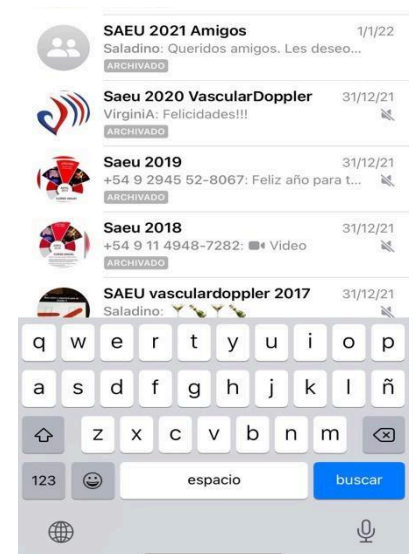 SAEU 2021 Amigos 1/1/22
Saladino: Queridos amigos. Les deseo...
ARCHIVADO
Saeu 2020 VascularDoppler 31/12/21
VirginiA: Felicidades!!!
ARCHIVADO
Saeu 2019 31/12/21
+54 9 2945 52-8067: Feliz año para t...
ARCHIVADO
Saeu 2018 31/12/21
+54 9 11 4948-7282: Video
ARCHIVADO
SAEU vasculardoppler 2017 31/12/21
Saladino: 🍸🍾🍸🍾
q w e r t y u i o p
a s d f g h j k l ñ
z x c v b n m
123 espacio buscar